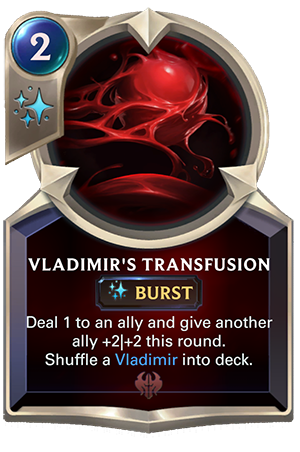 2
VLADIMIR'S TRANSFUSION
BURST
Deal 1 to an ally and give another
ally +2|+2 this round.
Shuffle a Vladimir into deck.